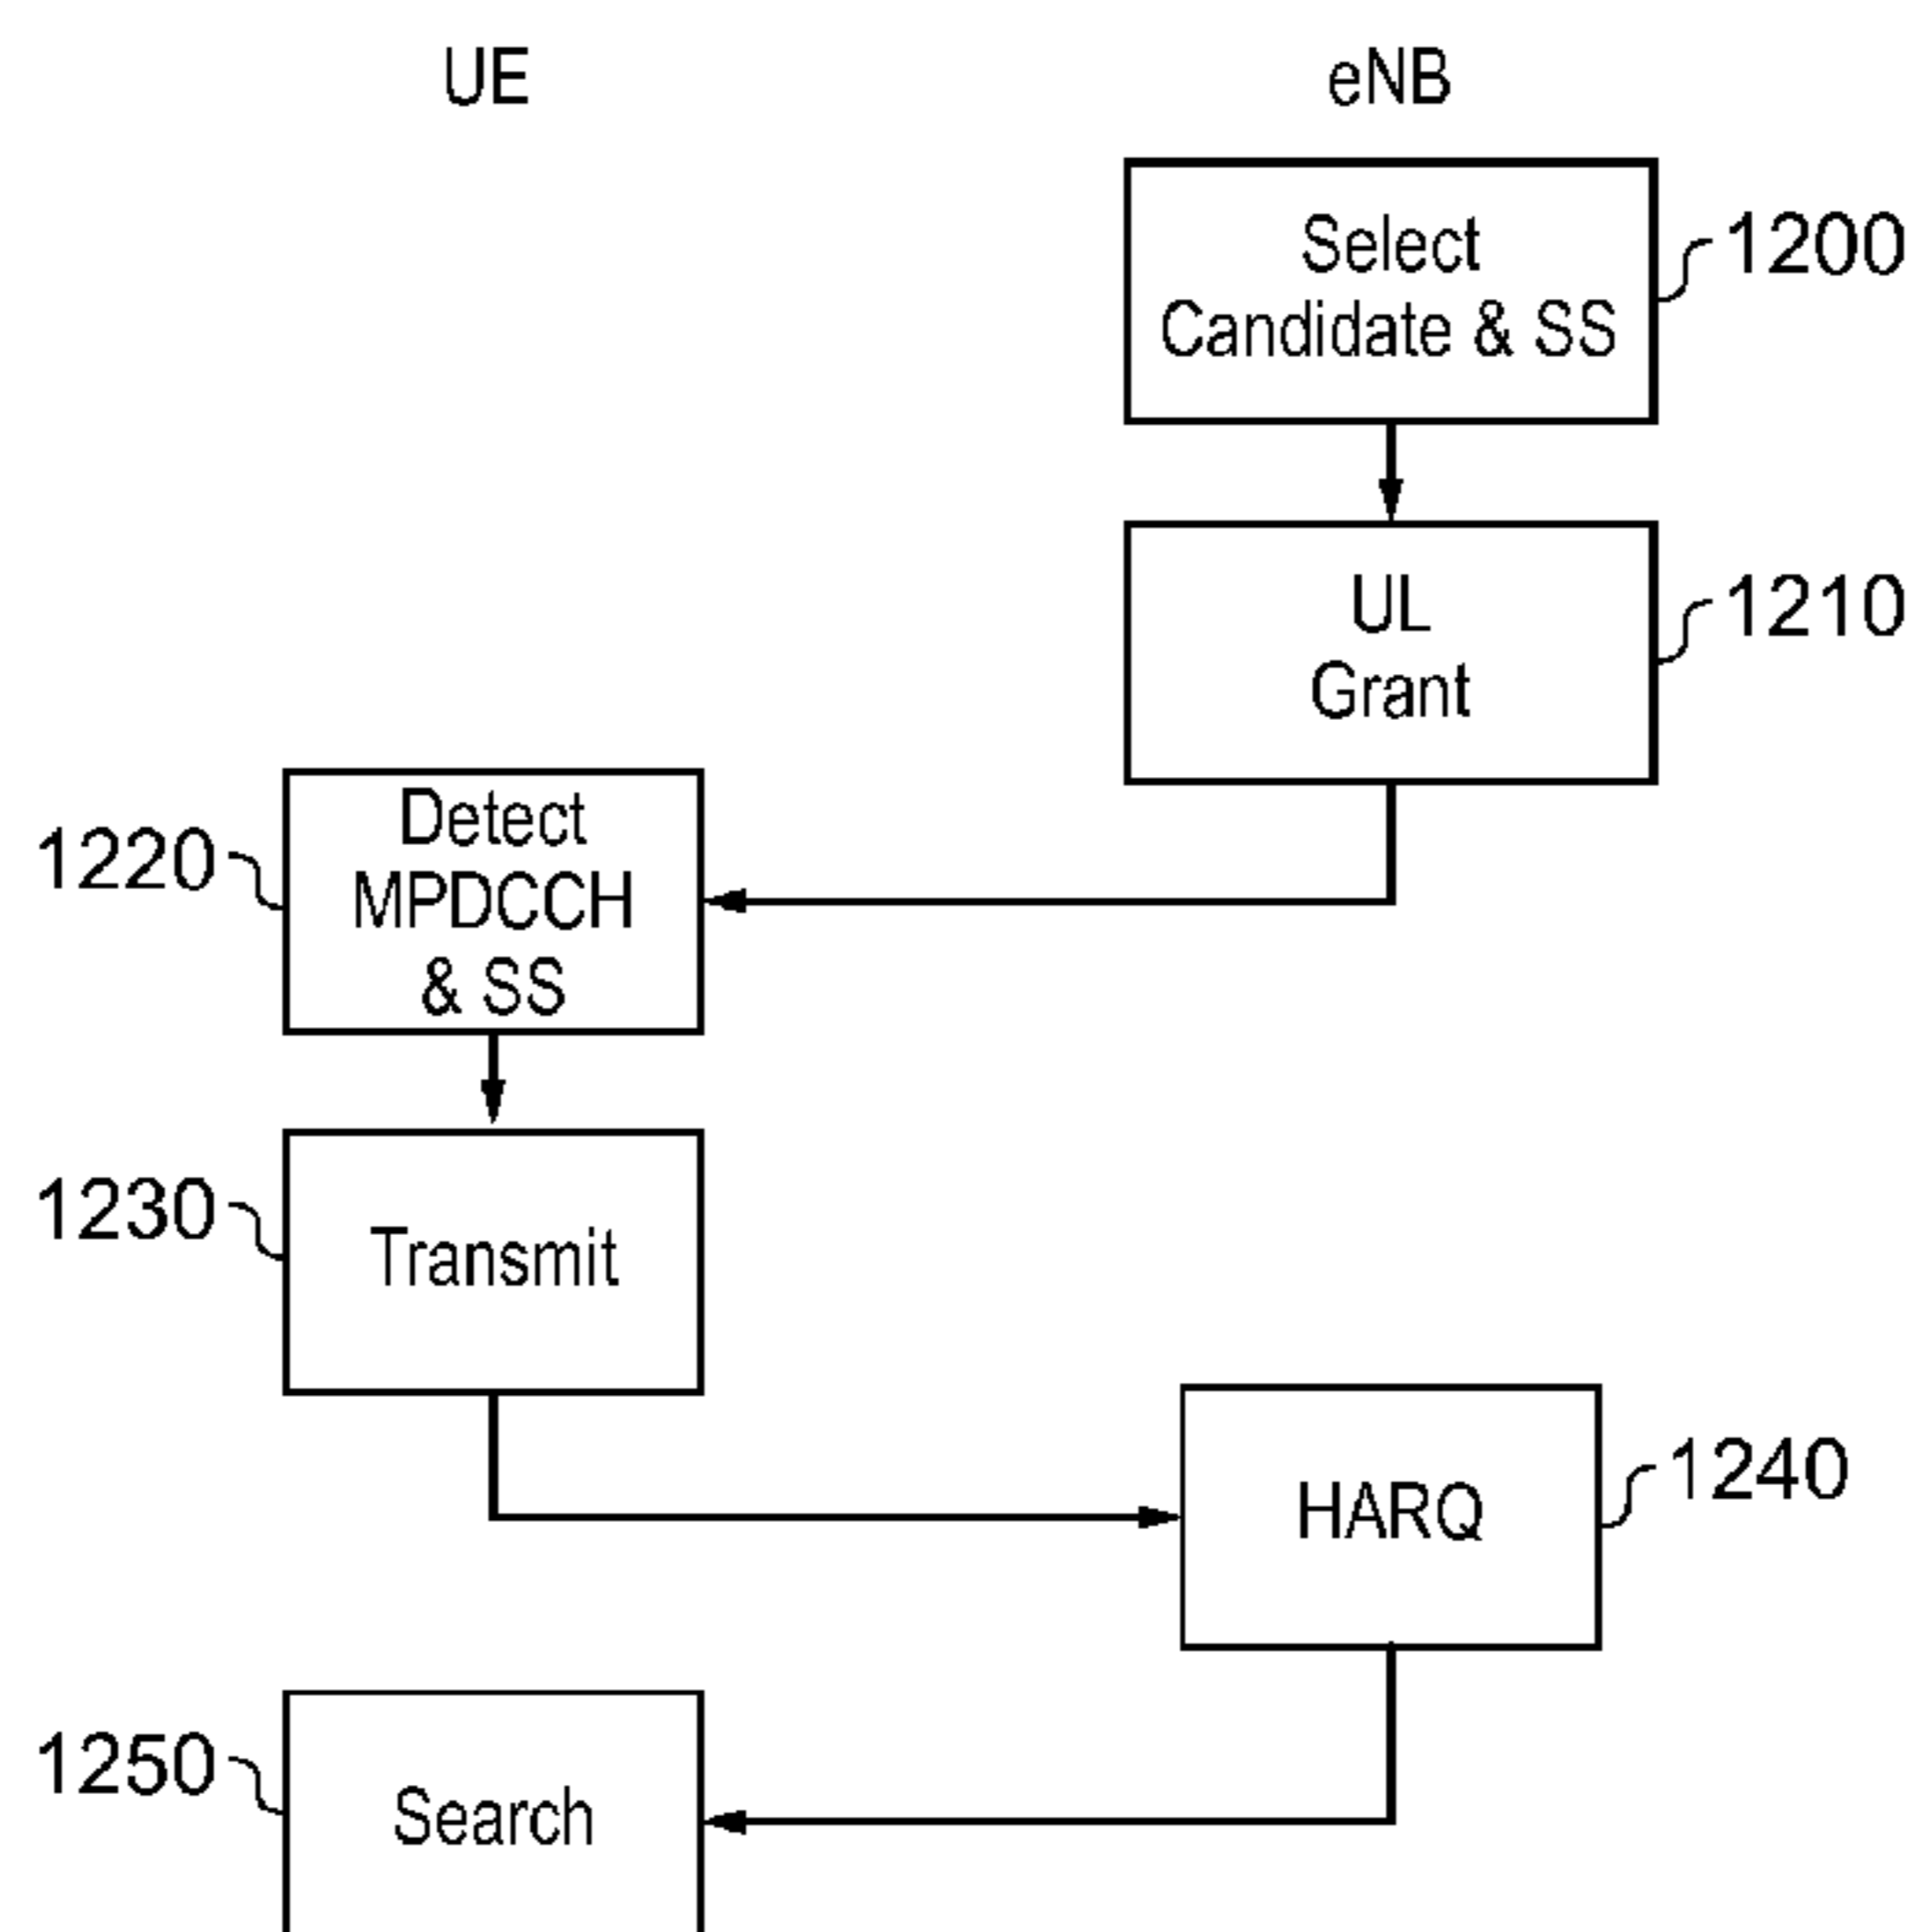 UE
eNB
Select
Candidate & SS
1200
UL
Grant
1210
Detect
MPDCCH
& SS
1220
Transmit
1230
HARQ
1240
Search
1250